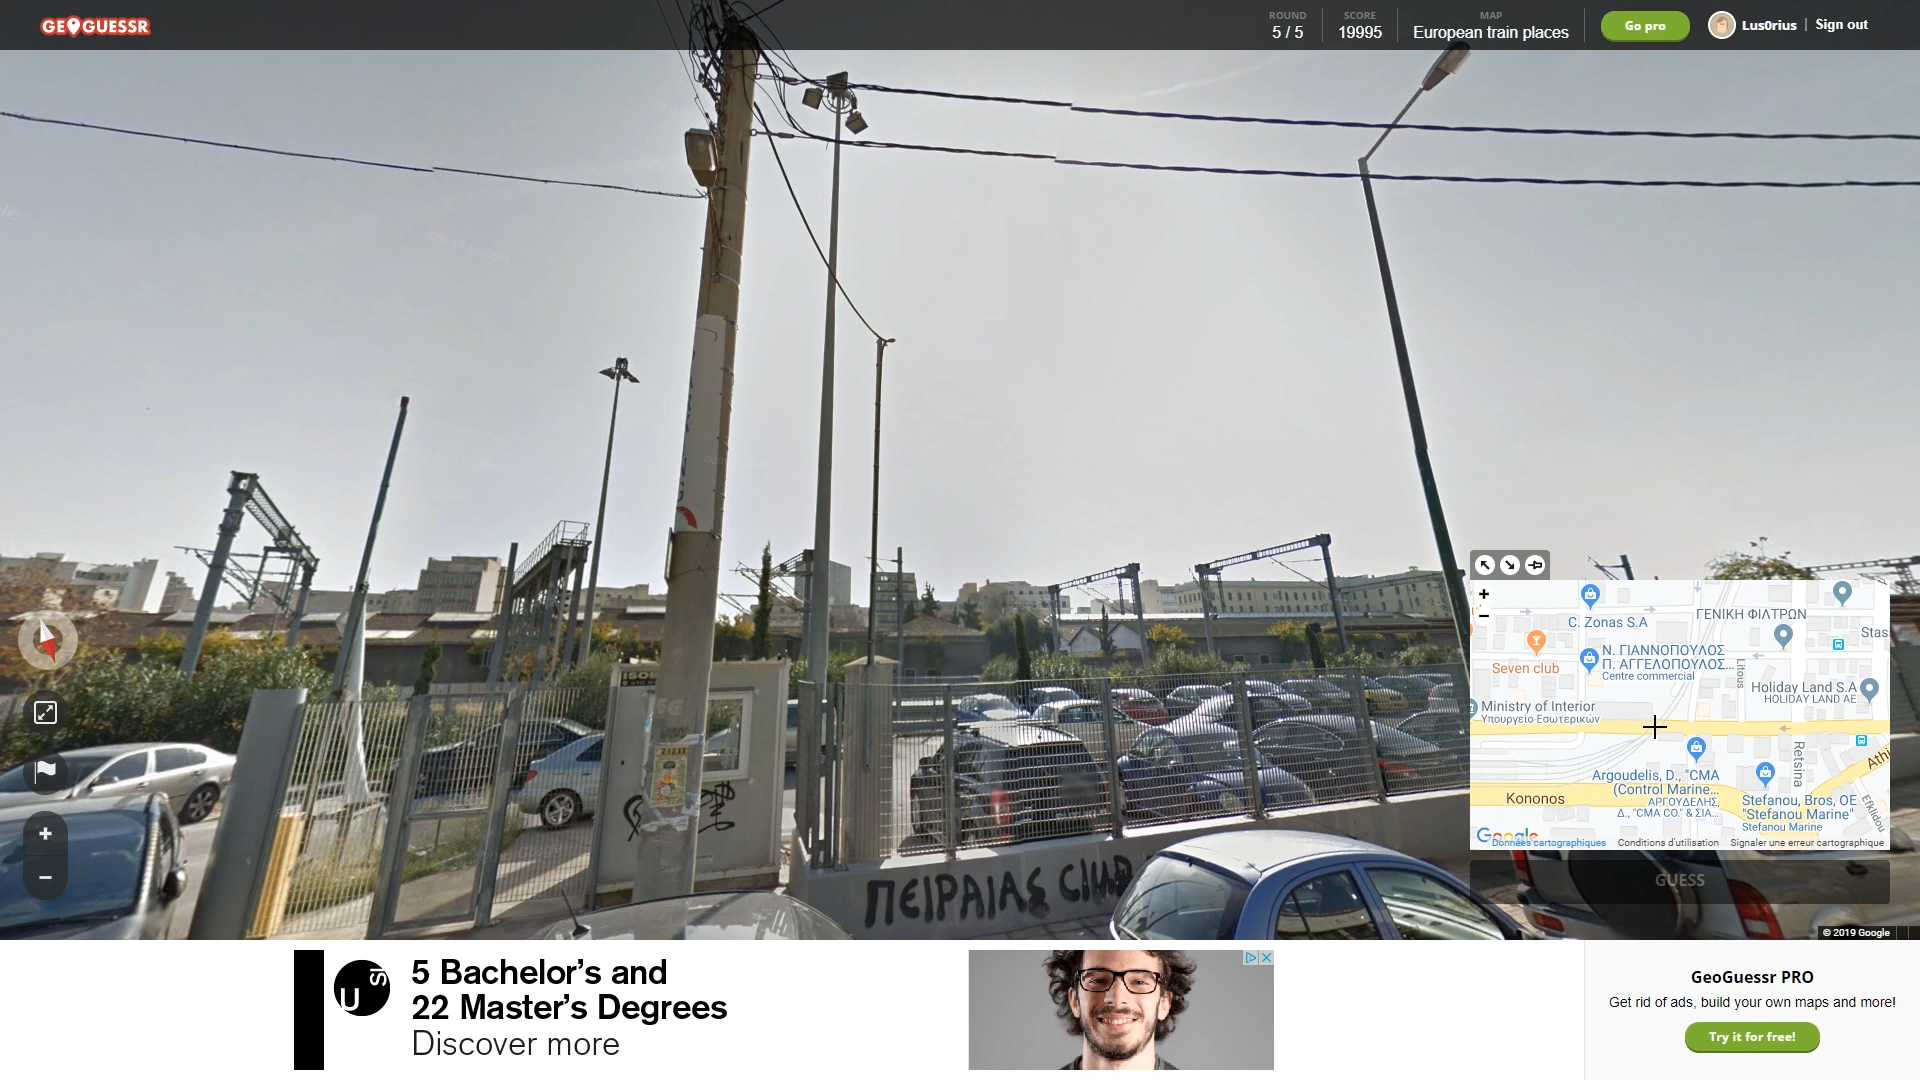 GEOGUESSR
ROUND
5 / 5
SCORE
19995
MAP
European train places
Go pro
Lus0rius
Sign out
ΠΕΙΡΑΙΑΣ CLUB
C. Zonas S.A
ΓΕΝΙΚΗ ΦΙΛΤΡΩΝ
Stas
Seven club
Ν. ΓΙΑΝΝΟΠΟΥΛΟΣ
Π. ΑΓΓΕΛΟΠΟΥΛΟΣ...
Centre commercial
Litous
Holiday Land S.A
HOLIDAY LAND AE
Ministry of Interior
Υπουργείο Εσωτερικών
Retsina
Argoudelis, D., "CMA
(Control Marine...
ΑΡΓΟΥΔΕΛΗΣ,
Δ., "CMA CO." & ΣΙΑ...
Kononos
Athi
Efklidou
Stefanou, Bros, OE
"Stefanou Marine"
Stefanou Marine
Google
Données cartographiques
Conditions d'utilisation
Signaler une erreur cartographique
GUESS
© 2019 Google
USI
5 Bachelor's and
22 Master's Degrees
Discover more
GeoGuessr PRO
Get rid of ads, build your own maps and more!
Try it for free!